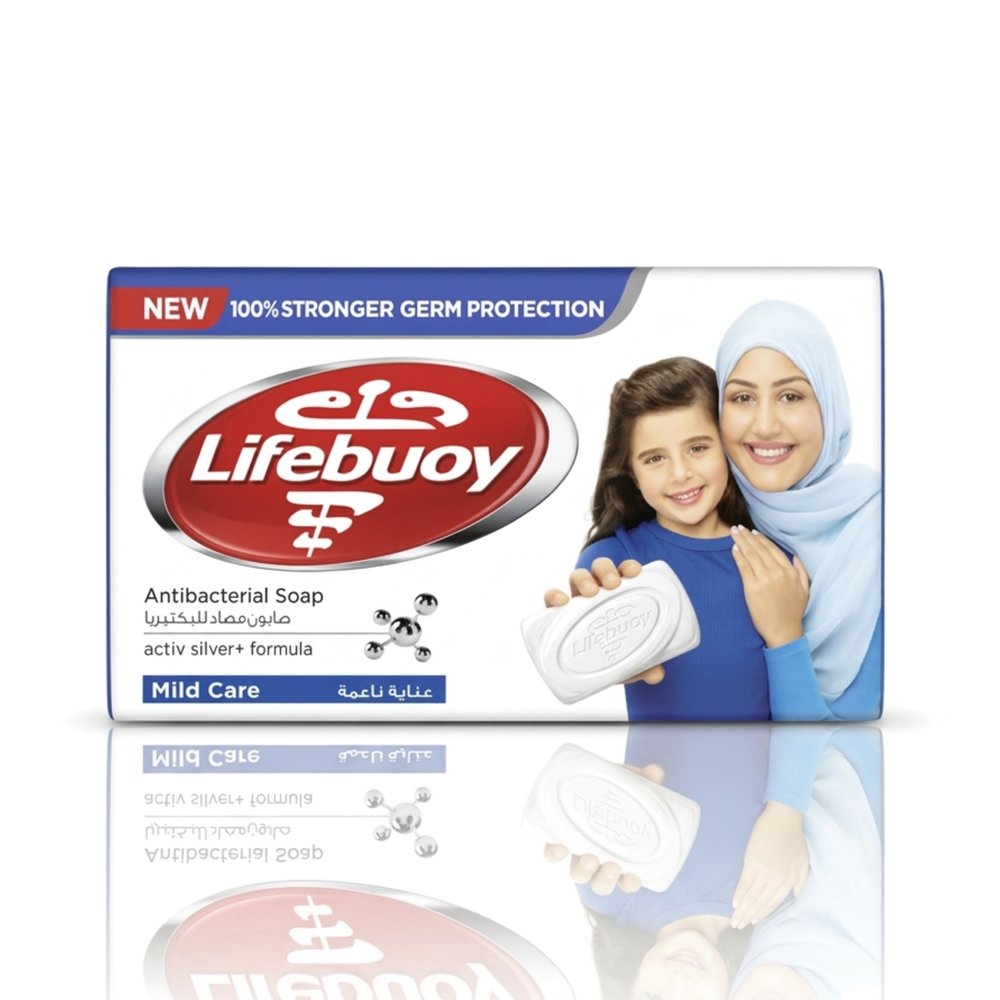 NEW 100% STRONGER GERM PROTECTION
Lifebuoy
Antibacterial Soap
صابون مضاد للبكتيريا
activ silver+ formula
Mild Care عناية ناعمة
Lifebuoy